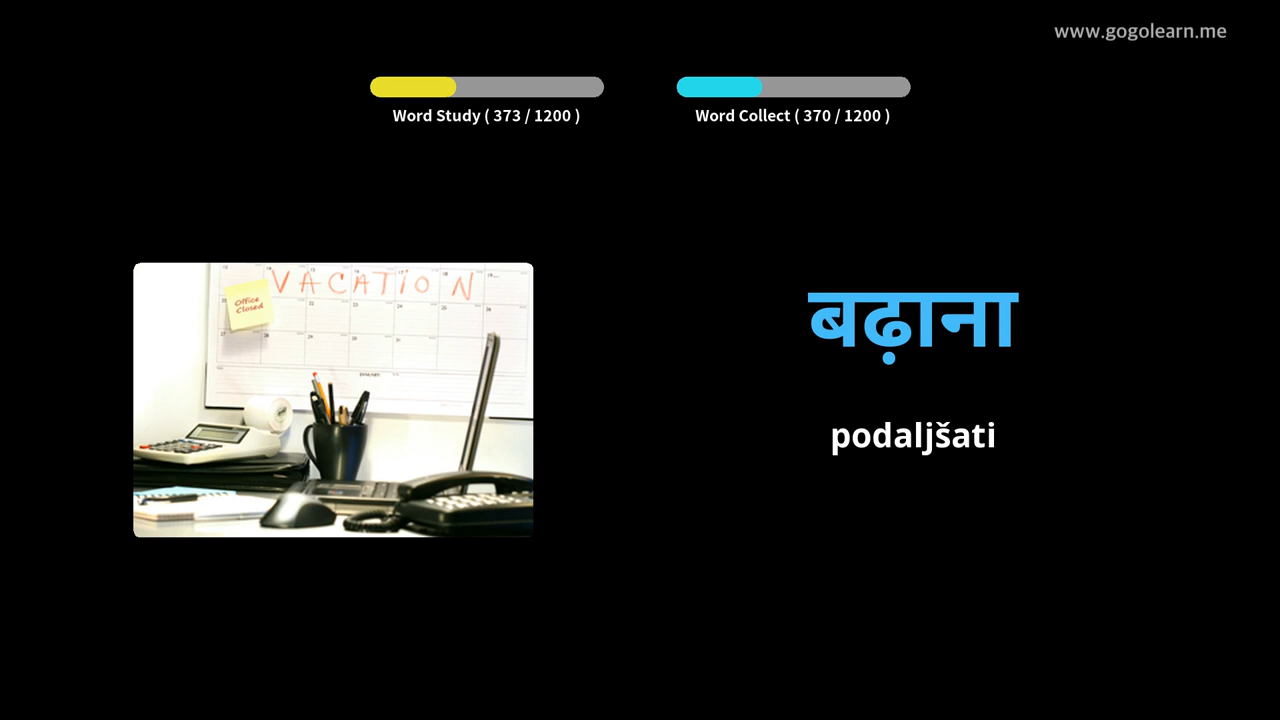 www.gogolearn.me
Word Study ( 373 / 1200 )
Word Collect ( 370 / 1200 )
VACATION
Office
Closed
बढ़ाना
podaljšati